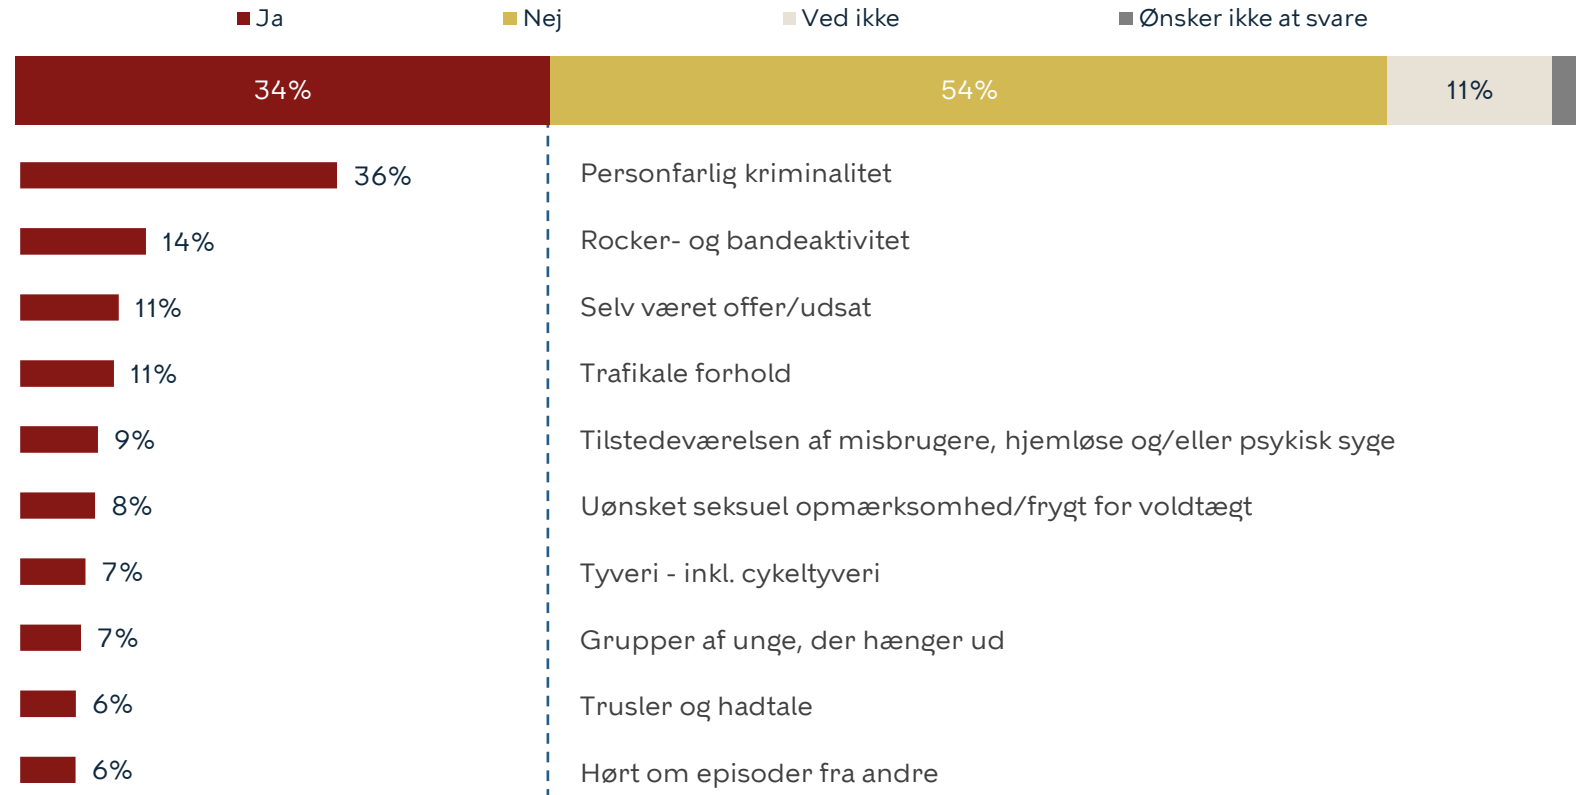 Ja Nej Ved ikke Ønsker ikke at svare
34% 54% 11%
36% Personfarlig kriminalitet
14% Rocker- og bandeaktivitet
11% Selv været offer/udsat
11% Trafikale forhold
9% Tilstedeværelsen af misbrugere, hjemløse og/eller psykisk syge
8% Uønsket seksuel opmærksomhed/frygt for voldtægt
7% Tyveri - inkl. cykeltyveri
7% Grupper af unge, der hænger ud
6% Trusler og hadtale
6% Hørt om episoder fra andre